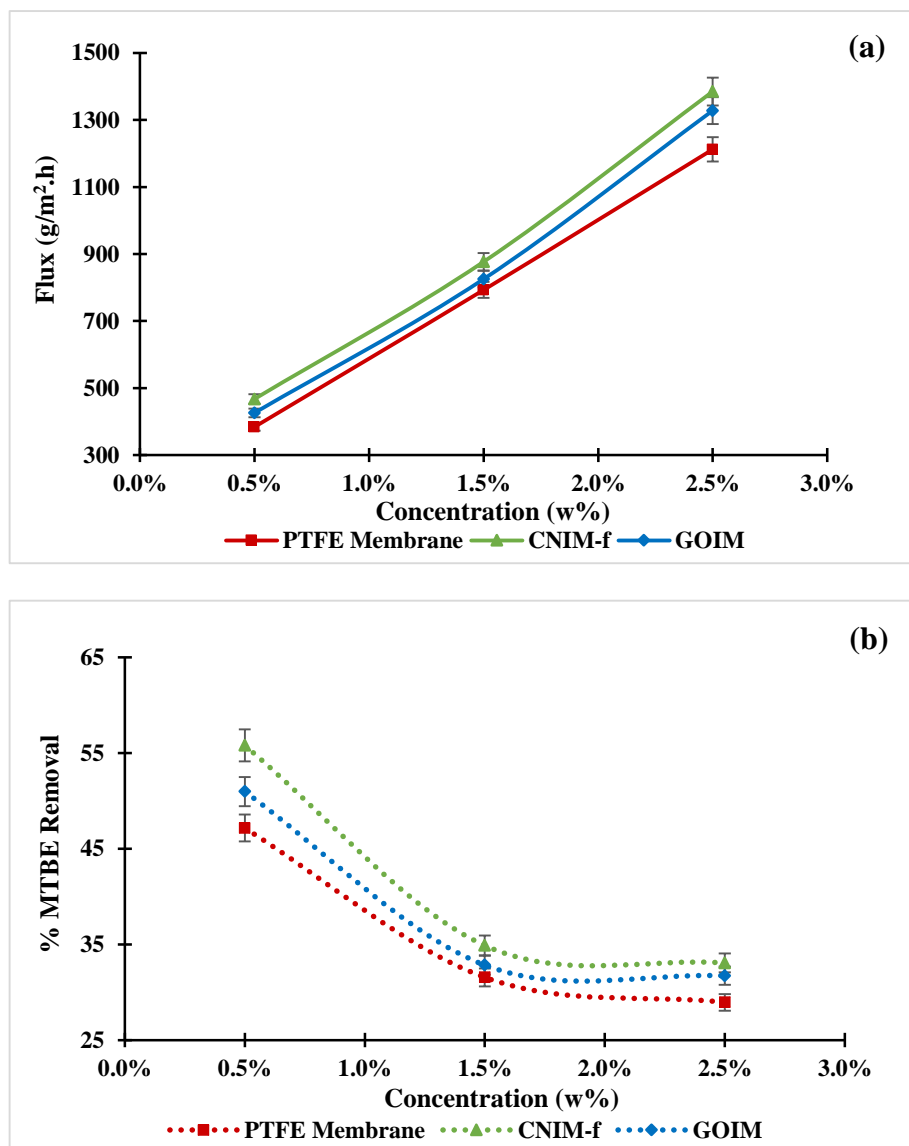 (a)
1500
1300
1100
900
700
500
300
Flux (g/m².h)
0.0% 0.5% 1.0% 1.5% 2.0% 2.5% 3.0%
Concentration (w%)
PTFE Membrane CNIM-f GOIM
(b)
65
55
45
35
25
% MTBE Removal
0.0% 0.5% 1.0% 1.5% 2.0% 2.5% 3.0%
Concentration (w%)
PTFE Membrane CNIM-f GOIM